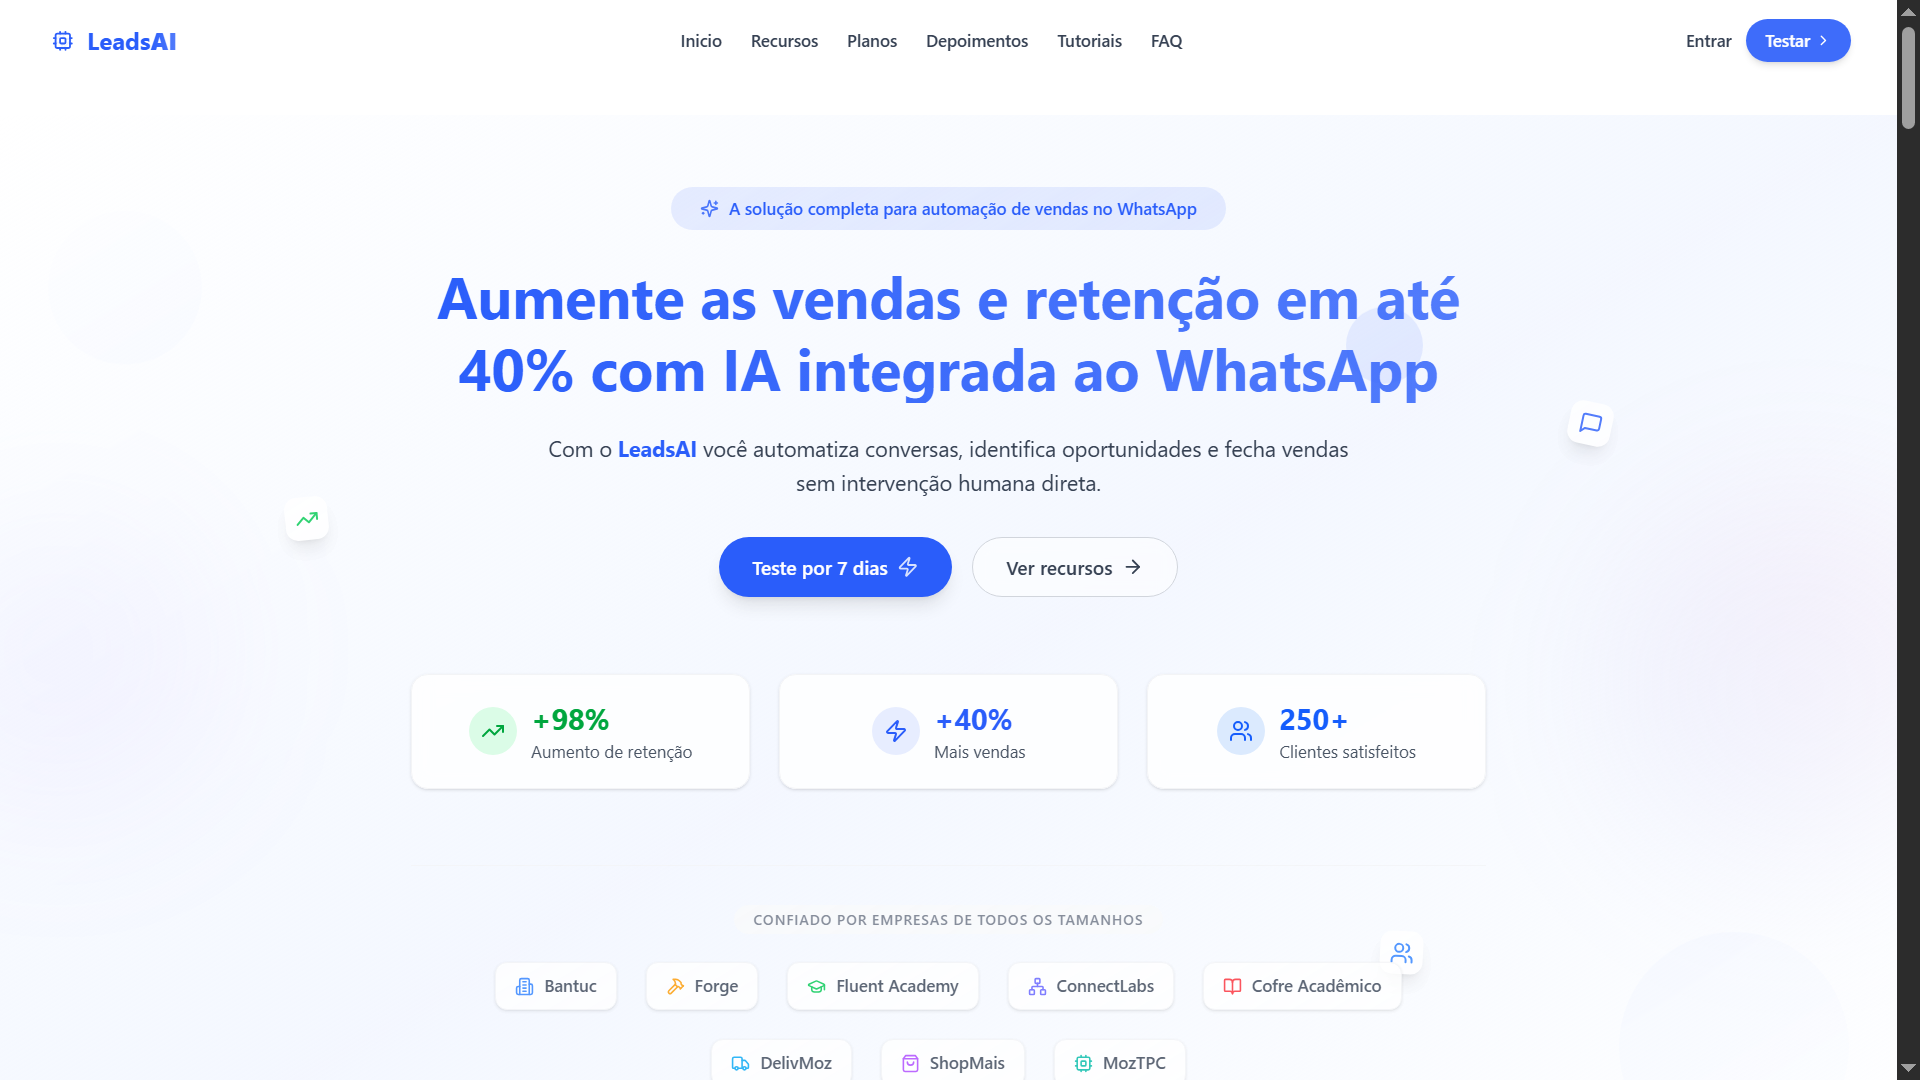 LeadsAI
Inicio
Recursos
Planos
Depoimentos
Tutoriais
FAQ
Entrar
Testar
A solução completa para automação de vendas no WhatsApp
Aumente as vendas e retenção em até
40% com IA integrada ao WhatsApp
Com o LeadsAI você automatiza conversas, identifica oportunidades e fecha vendas
sem intervenção humana direta.
Teste por 7 dias
Ver recursos
+98%
Aumento de retenção
+40%
Mais vendas
250+
Clientes satisfeitos
CONFIADO POR EMPRESAS DE TODOS OS TAMANHOS
Bantuc
Forge
Fluent Academy
ConnectLabs
Cofre Acadêmico
DelivMoz
ShopMais
MozTPC